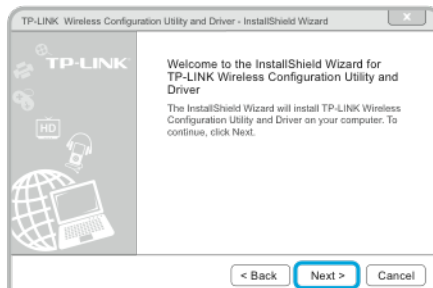 TP-LINK Wireless Configuration Utility and Driver - InstallShield Wizard
X
TP-LINK
HD
Welcome to the InstallShield Wizard for
TP-LINK Wireless Configuration Utility and
Driver
The InstallShield Wizard will install TP-LINK Wireless
Configuration Utility and Driver on your computer. To
continue, click Next.
< Back
Next >
Cancel